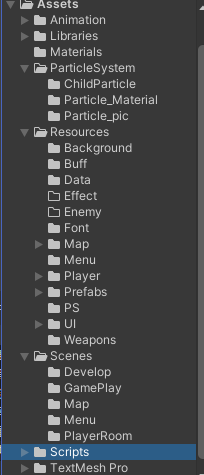 Assets
Animation
Libraries
Materials
ParticleSystem
ChildParticle
Particle_Material
Particle_pic
Resources
Background
Buff
Data
Effect
Enemy
Font
Map
Menu
Player
Prefabs
PS
UI
Weapons
Scenes
Develop
GamePlay
Map
Menu
PlayerRoom
Scripts
TextMesh Pro